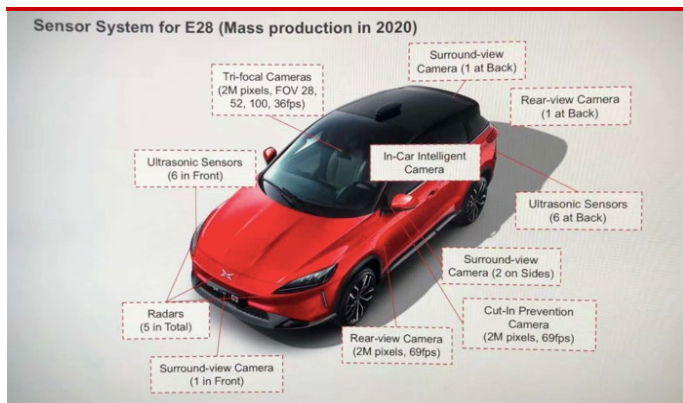 Sensor System for E28 (Mass production in 2020)
Surround-view
Camera (1 at Back)
Tri-focal Cameras
(2M pixels, FOV 28,
52, 100, 36fps)
Rear-view Camera
(1 at Back)
Ultrasonic Sensors
(6 in Front)
In-Car Intelligent
Camera
Ultrasonic Sensors
(6 at Back)
Surround-view
Camera (2 on Sides)
Radars
(5 in Total)
Cut-In Prevention
Camera
(2M pixels, 69fps)
Rear-view Camera
(2M pixels, 69fps)
Surround-view Camera
(1 in Front)